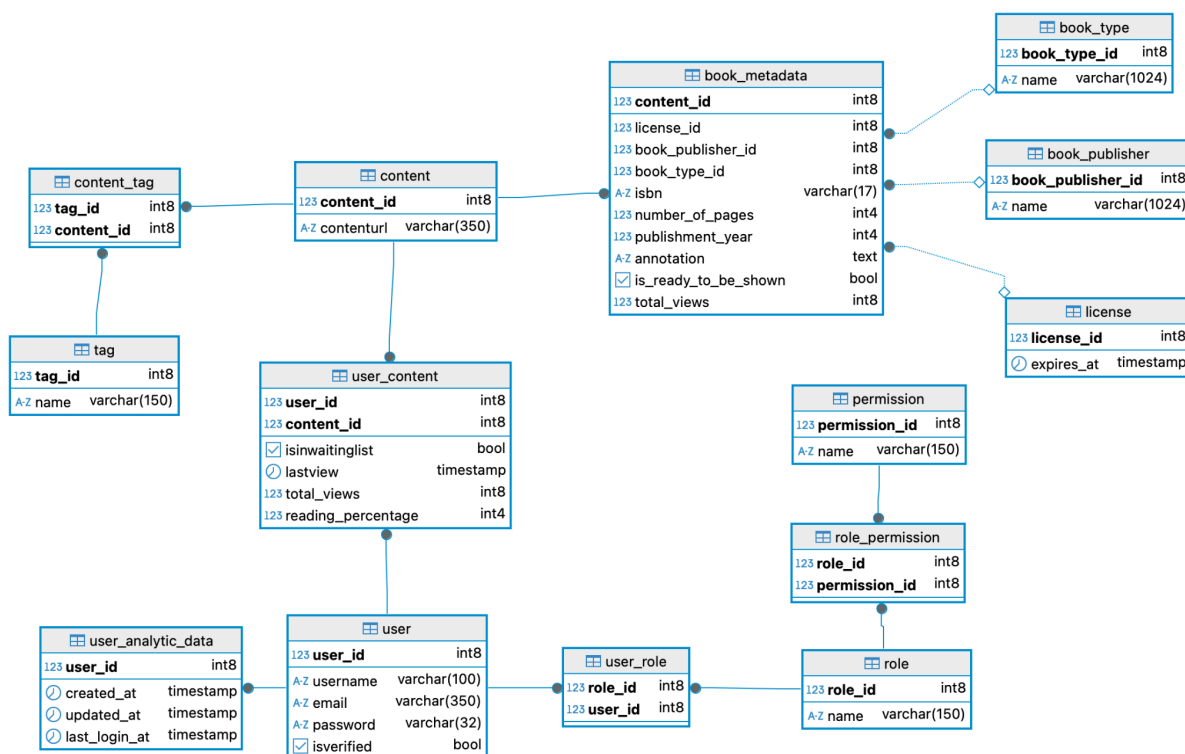 book_type
123 book_type_id int8
A-Z name varchar(1024)
book_metadata
123 content_id int8
123 license_id int8
123 book_publisher_id int8
123 book_type_id int8
A-Z isbn varchar(17)
123 number_of_pages int4
123 publishment_year int4
A-Z annotation text
is_ready_to_be_shown bool
123 total_views int8
book_publisher
123 book_publisher_id int8
A-Z name varchar(1024)
license
123 license_id int8
expires_at timestamp
content_tag
123 tag_id int8
123 content_id int8
content
123 content_id int8
A-Z contenturl varchar(350)
tag
123 tag_id int8
A-Z name varchar(150)
user_content
123 user_id int8
123 content_id int8
isinwaitinglist bool
lastview timestamp
123 total_views int8
123 reading_percentage int4
permission
123 permission_id int8
A-Z name varchar(150)
role_permission
123 role_id int8
123 permission_id int8
user_analytic_data
123 user_id int8
created_at timestamp
updated_at timestamp
last_login_at timestamp
user
123 user_id int8
A-Z username varchar(100)
A-Z email varchar(350)
A-Z password varchar(32)
isverified bool
user_role
123 role_id int8
123 user_id int8
role
123 role_id int8
A-Z name varchar(150)